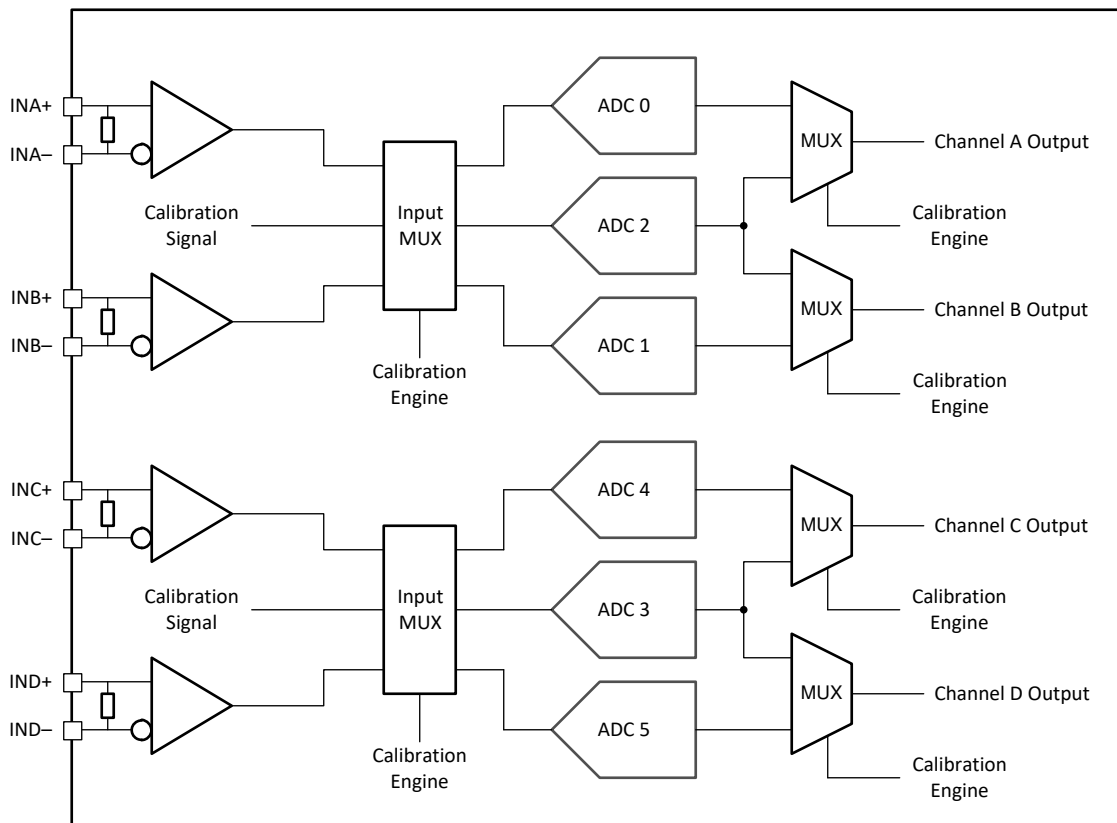 INA+
INA–
Calibration
Signal
INB+
INB–
Input
MUX
Calibration
Engine
ADC 0
ADC 2
ADC 1
MUX
Channel A Output
Calibration
Engine
MUX
Channel B Output
Calibration
Engine
INC+
INC–
Calibration
Signal
IND+
IND–
Input
MUX
Calibration
Engine
ADC 4
ADC 3
ADC 5
MUX
Channel C Output
Calibration
Engine
MUX
Channel D Output
Calibration
Engine